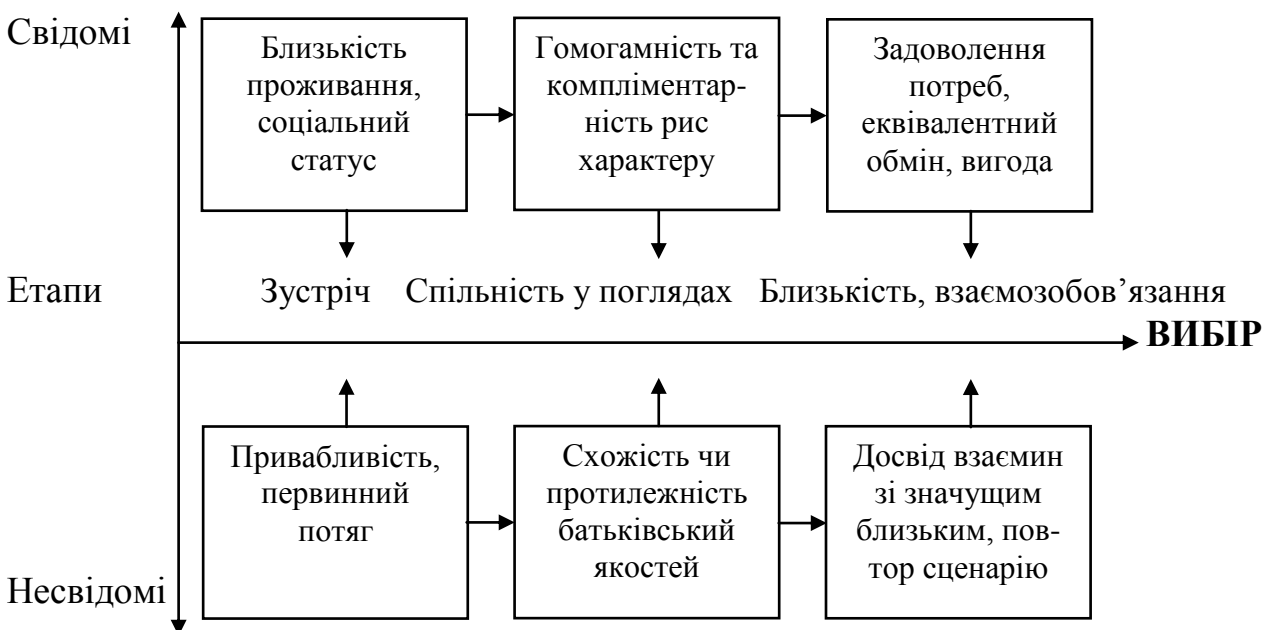 Свідомі
Близькість
проживання,
соціальний
статус
Гомогамність та
компліментар-
ність рис
характеру
Задоволення
потреб,
еквівалентний
обмін, вигода
Етапи
Зустріч
Спільність у поглядах
Близькість, взаємозобов’язання
ВИБІР
Привабливість,
первинний
потяг
Схожість чи
протилежність
батьківський
якостей
Досвід взаємин
зі значущим
близьким, пов-
тор сценарію
Несвідомі